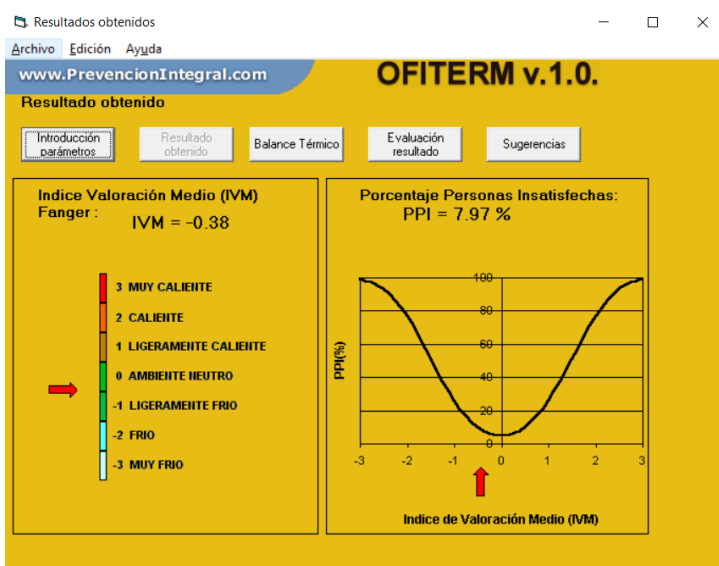 Resultados obtenidos
Archivo Edición Ayuda
www.PrevencionIntegral.com
OFITERM v.1.0.
Resultado obtenido
Introducción
parámetros
Resultado
obtenido
Balance Térmico
Evaluación
resultado
Sugerencias
Indice Valoración Medio (IVM)
Fanger :
IVM = -0.38
3 MUY CALIENTE
2 CALIENTE
1 LIGERAMENTE CALIENTE
0 AMBIENTE NEUTRO
-1 LIGERAMENTE FRIO
-2 FRIO
-3 MUY FRIO
Porcentaje Personas Insatisfechas:
PPI = 7.97 %
PPI(%)
100
80
60
40
20
0
-3 -2 -1 0 1 2 3
Indice de Valoración Medio (IVM)